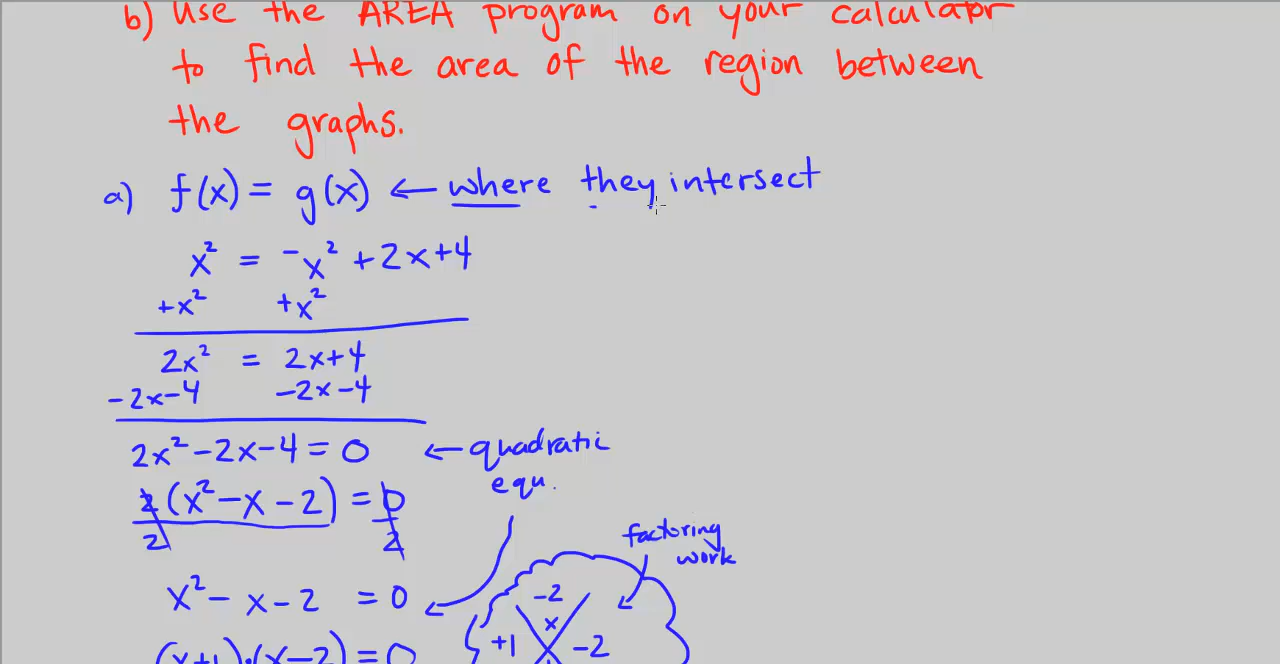 b) Use the AREA program on your calculator
to find the area of the region between
the graphs.
a) f(x) = g(x) ← where they intersect
x² = -x² + 2x + 4
+x² +x²
2x² = 2x+4
-2x-4 -2x-4
2x² - 2x - 4 = 0 ← quadratic
equ.
2(x² - x - 2) = 0
2 2
factoring
work
x² - x - 2 = 0
-2
x
+1 -2
(x+1)·(x-2) = 0